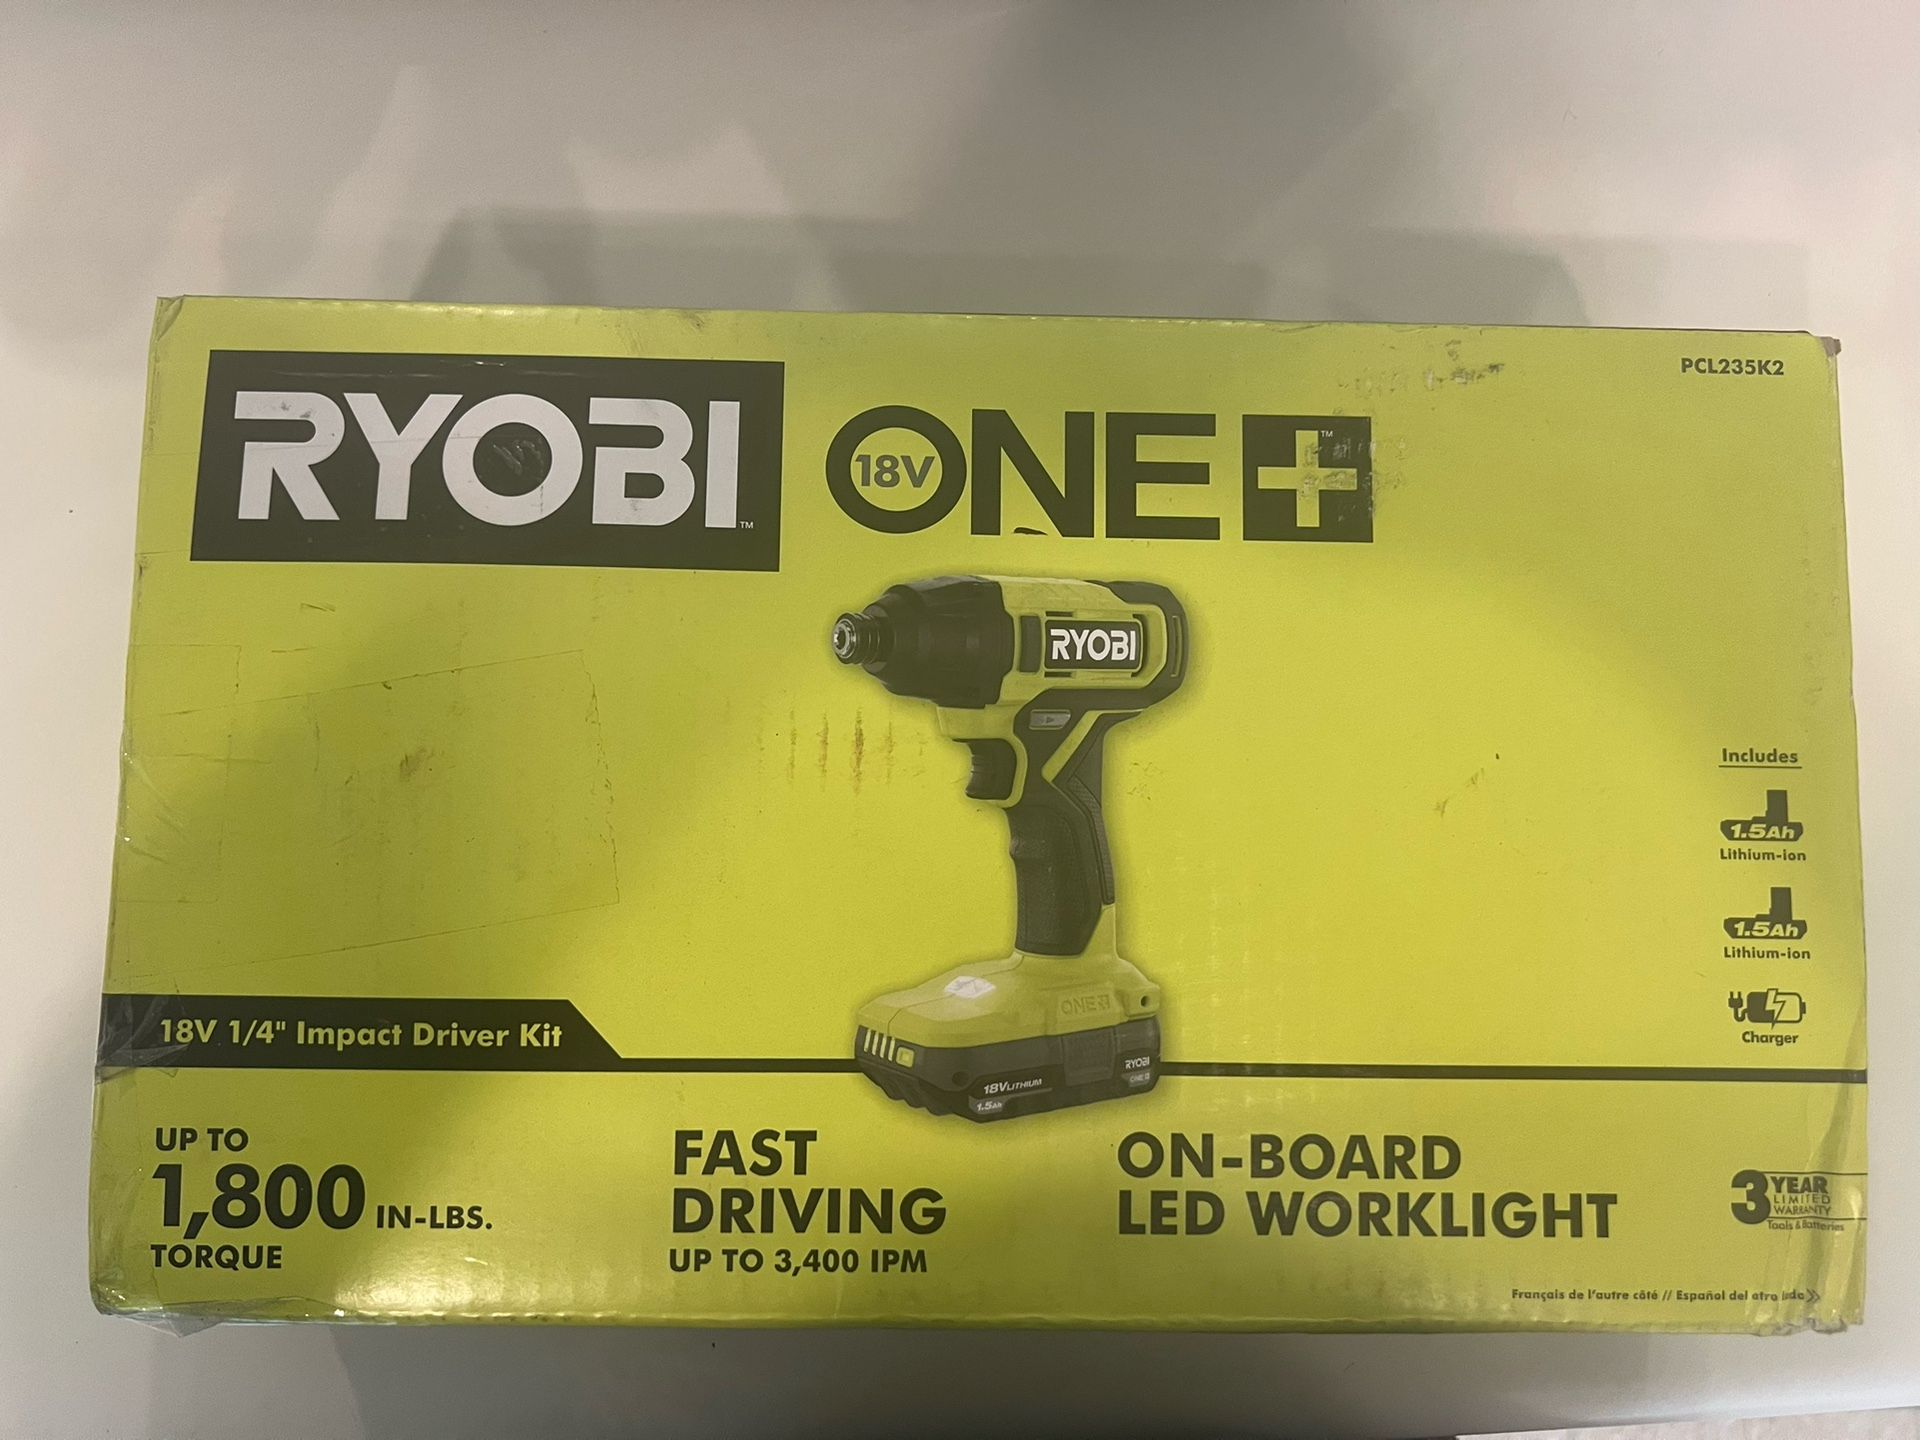 RYOBI™
18V ONE+™
PCL235K2
RYOBI
Includes
1.5Ah
Lithium-ion
1.5Ah
Lithium-ion
Charger
ONE+
18V LITHIUM
1.5Ah
RYOBI
ONE+
18V 1/4" Impact Driver Kit
UP TO
1,800 IN-LBS.
TORQUE
FAST
DRIVING
UP TO 3,400 IPM
ON-BOARD
LED WORKLIGHT
3 YEAR
LIMITED
WARRANTY
Tools & Batteries
Français de l'autre côté // Español del otro lado